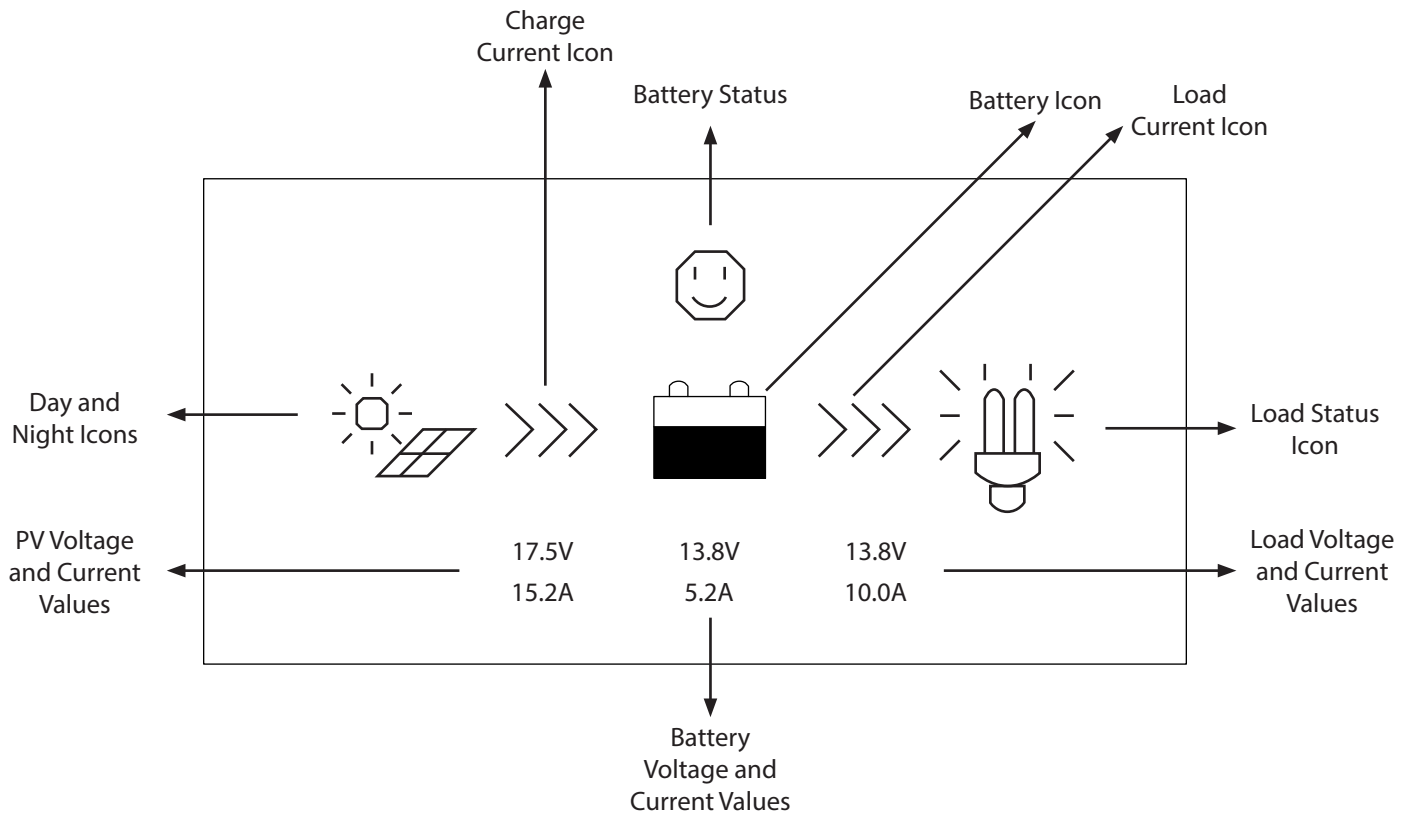 Charge
Current Icon
Battery Status
Battery Icon
Load
Current Icon
Day and
Night Icons
Load Status
Icon
PV Voltage
and Current
Values
17.5V
13.8V
13.8V
15.2A
5.2A
10.0A
Load Voltage
and Current
Values
Battery
Voltage and
Current Values